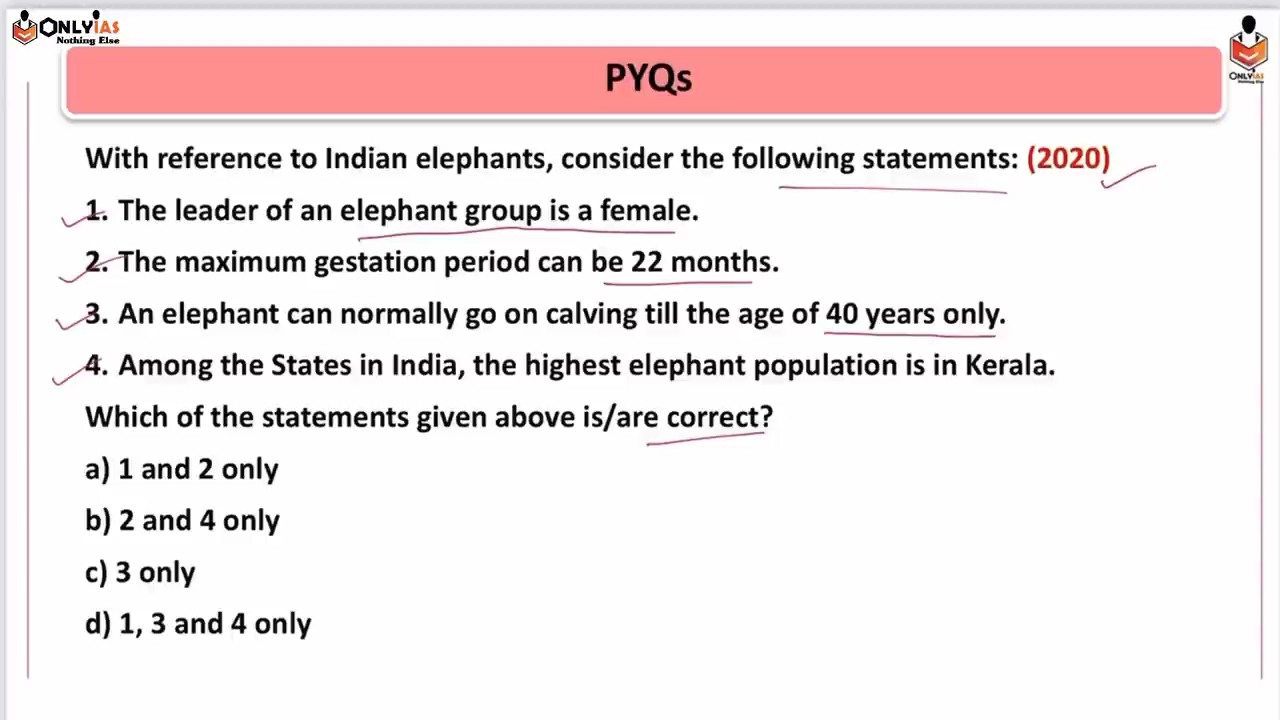 ONLYIAS
Nothing Else
ONLYIAS
Nothing Else
PYQs
With reference to Indian elephants, consider the following statements: (2020)
1. The leader of an elephant group is a female.
2. The maximum gestation period can be 22 months.
3. An elephant can normally go on calving till the age of 40 years only.
4. Among the States in India, the highest elephant population is in Kerala.
Which of the statements given above is/are correct?
a) 1 and 2 only
b) 2 and 4 only
c) 3 only
d) 1, 3 and 4 only